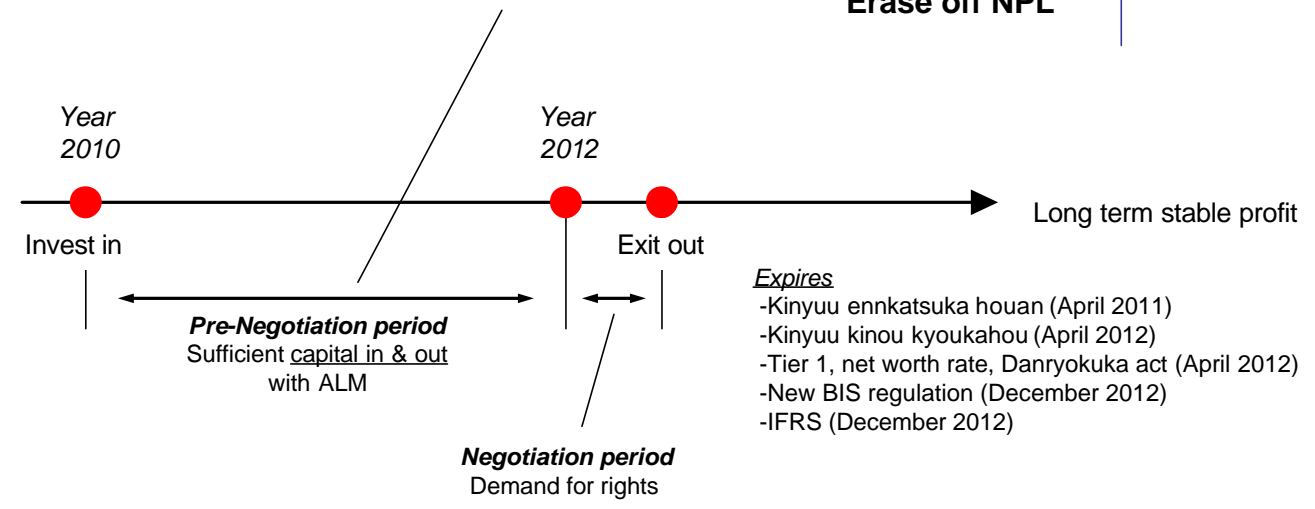 Erase off NPL
Year
2010
Year
2012
Long term stable profit
Invest in
Exit out
Expires
-Kinyuu ennkatsuka houan (April 2011)
-Kinyuu kinou kyoukahou (April 2012)
-Tier 1, net worth rate, Danryokuka act (April 2012)
-New BIS regulation (December 2012)
-IFRS (December 2012)
Pre-Negotiation period
Sufficient capital in & out
with ALM
Negotiation period
Demand for rights